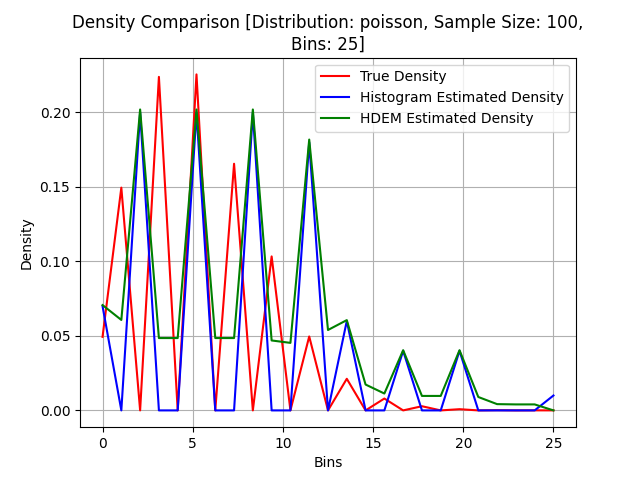 Density Comparison [Distribution: poisson, Sample Size: 100,
Bins: 25]
True Density
Histogram Estimated Density
HDEM Estimated Density
Density
0.20
0.15
0.10
0.05
0.00
0 5 10 15 20 25
Bins